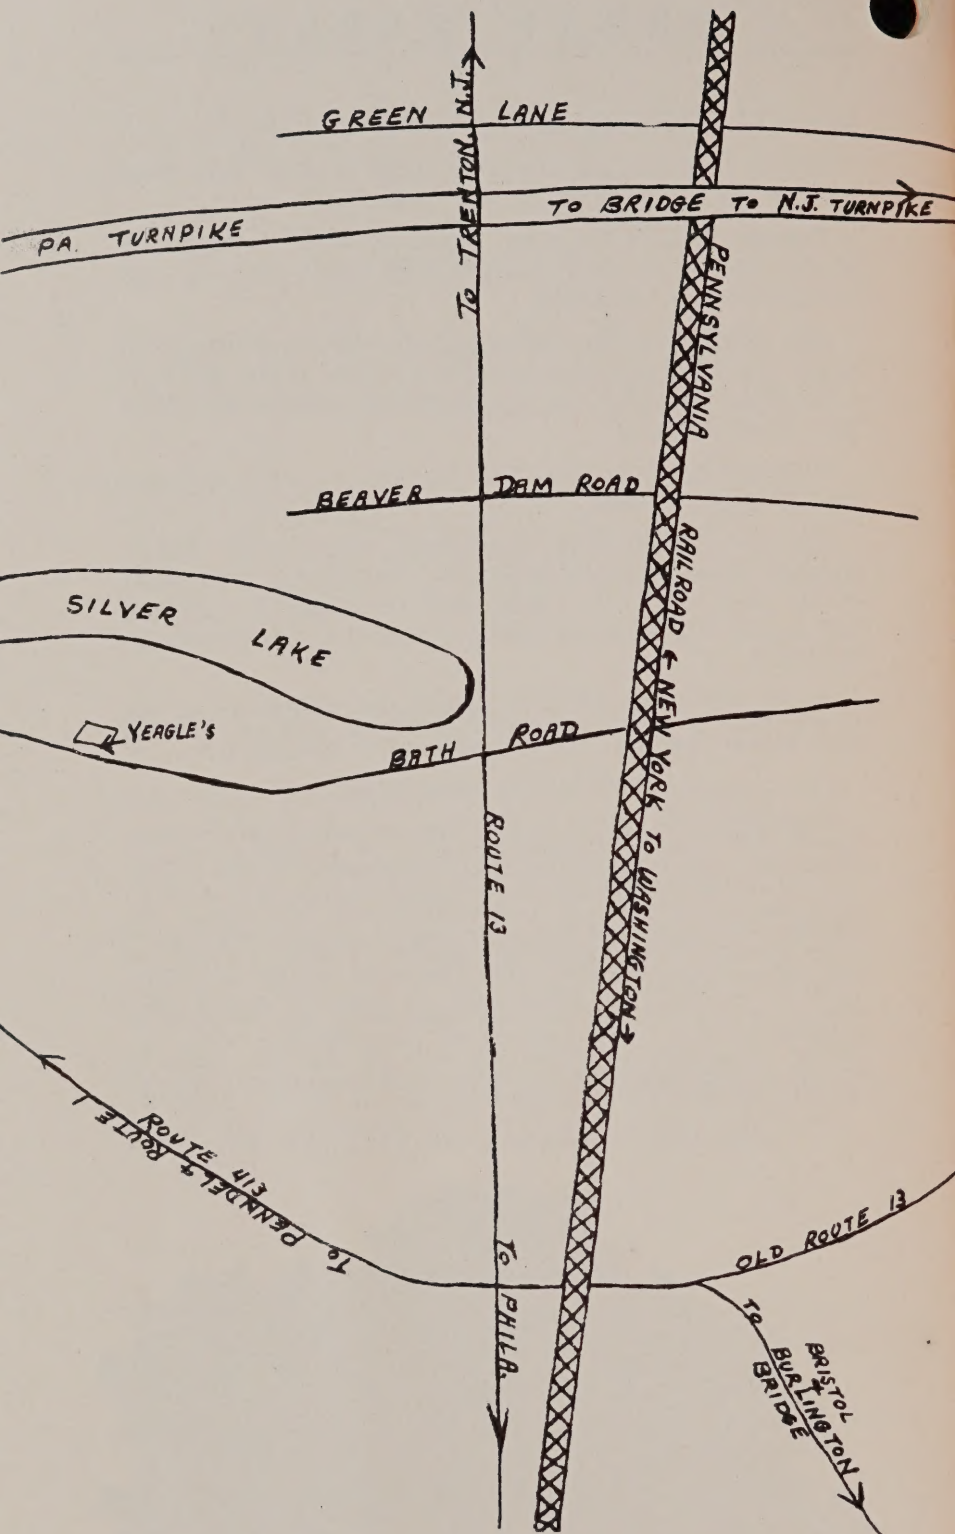 GREEN LANE
TO TRENTON, N.J.
PA. TURNPIKE
TO BRIDGE TO N.J. TURNPIKE
PENNSYLVANIA RAILROAD ← NEW YORK TO WASHINGTON →
BEAVER DAM ROAD
SILVER LAKE
YEAGLE'S
BATH ROAD
ROUTE 13
ROUTE 413
TO PENNDEL & ROUTE 1
TO PHILA.
OLD ROUTE 13
TO
BRISTOL
&
BURLINGTON
BRIDGE